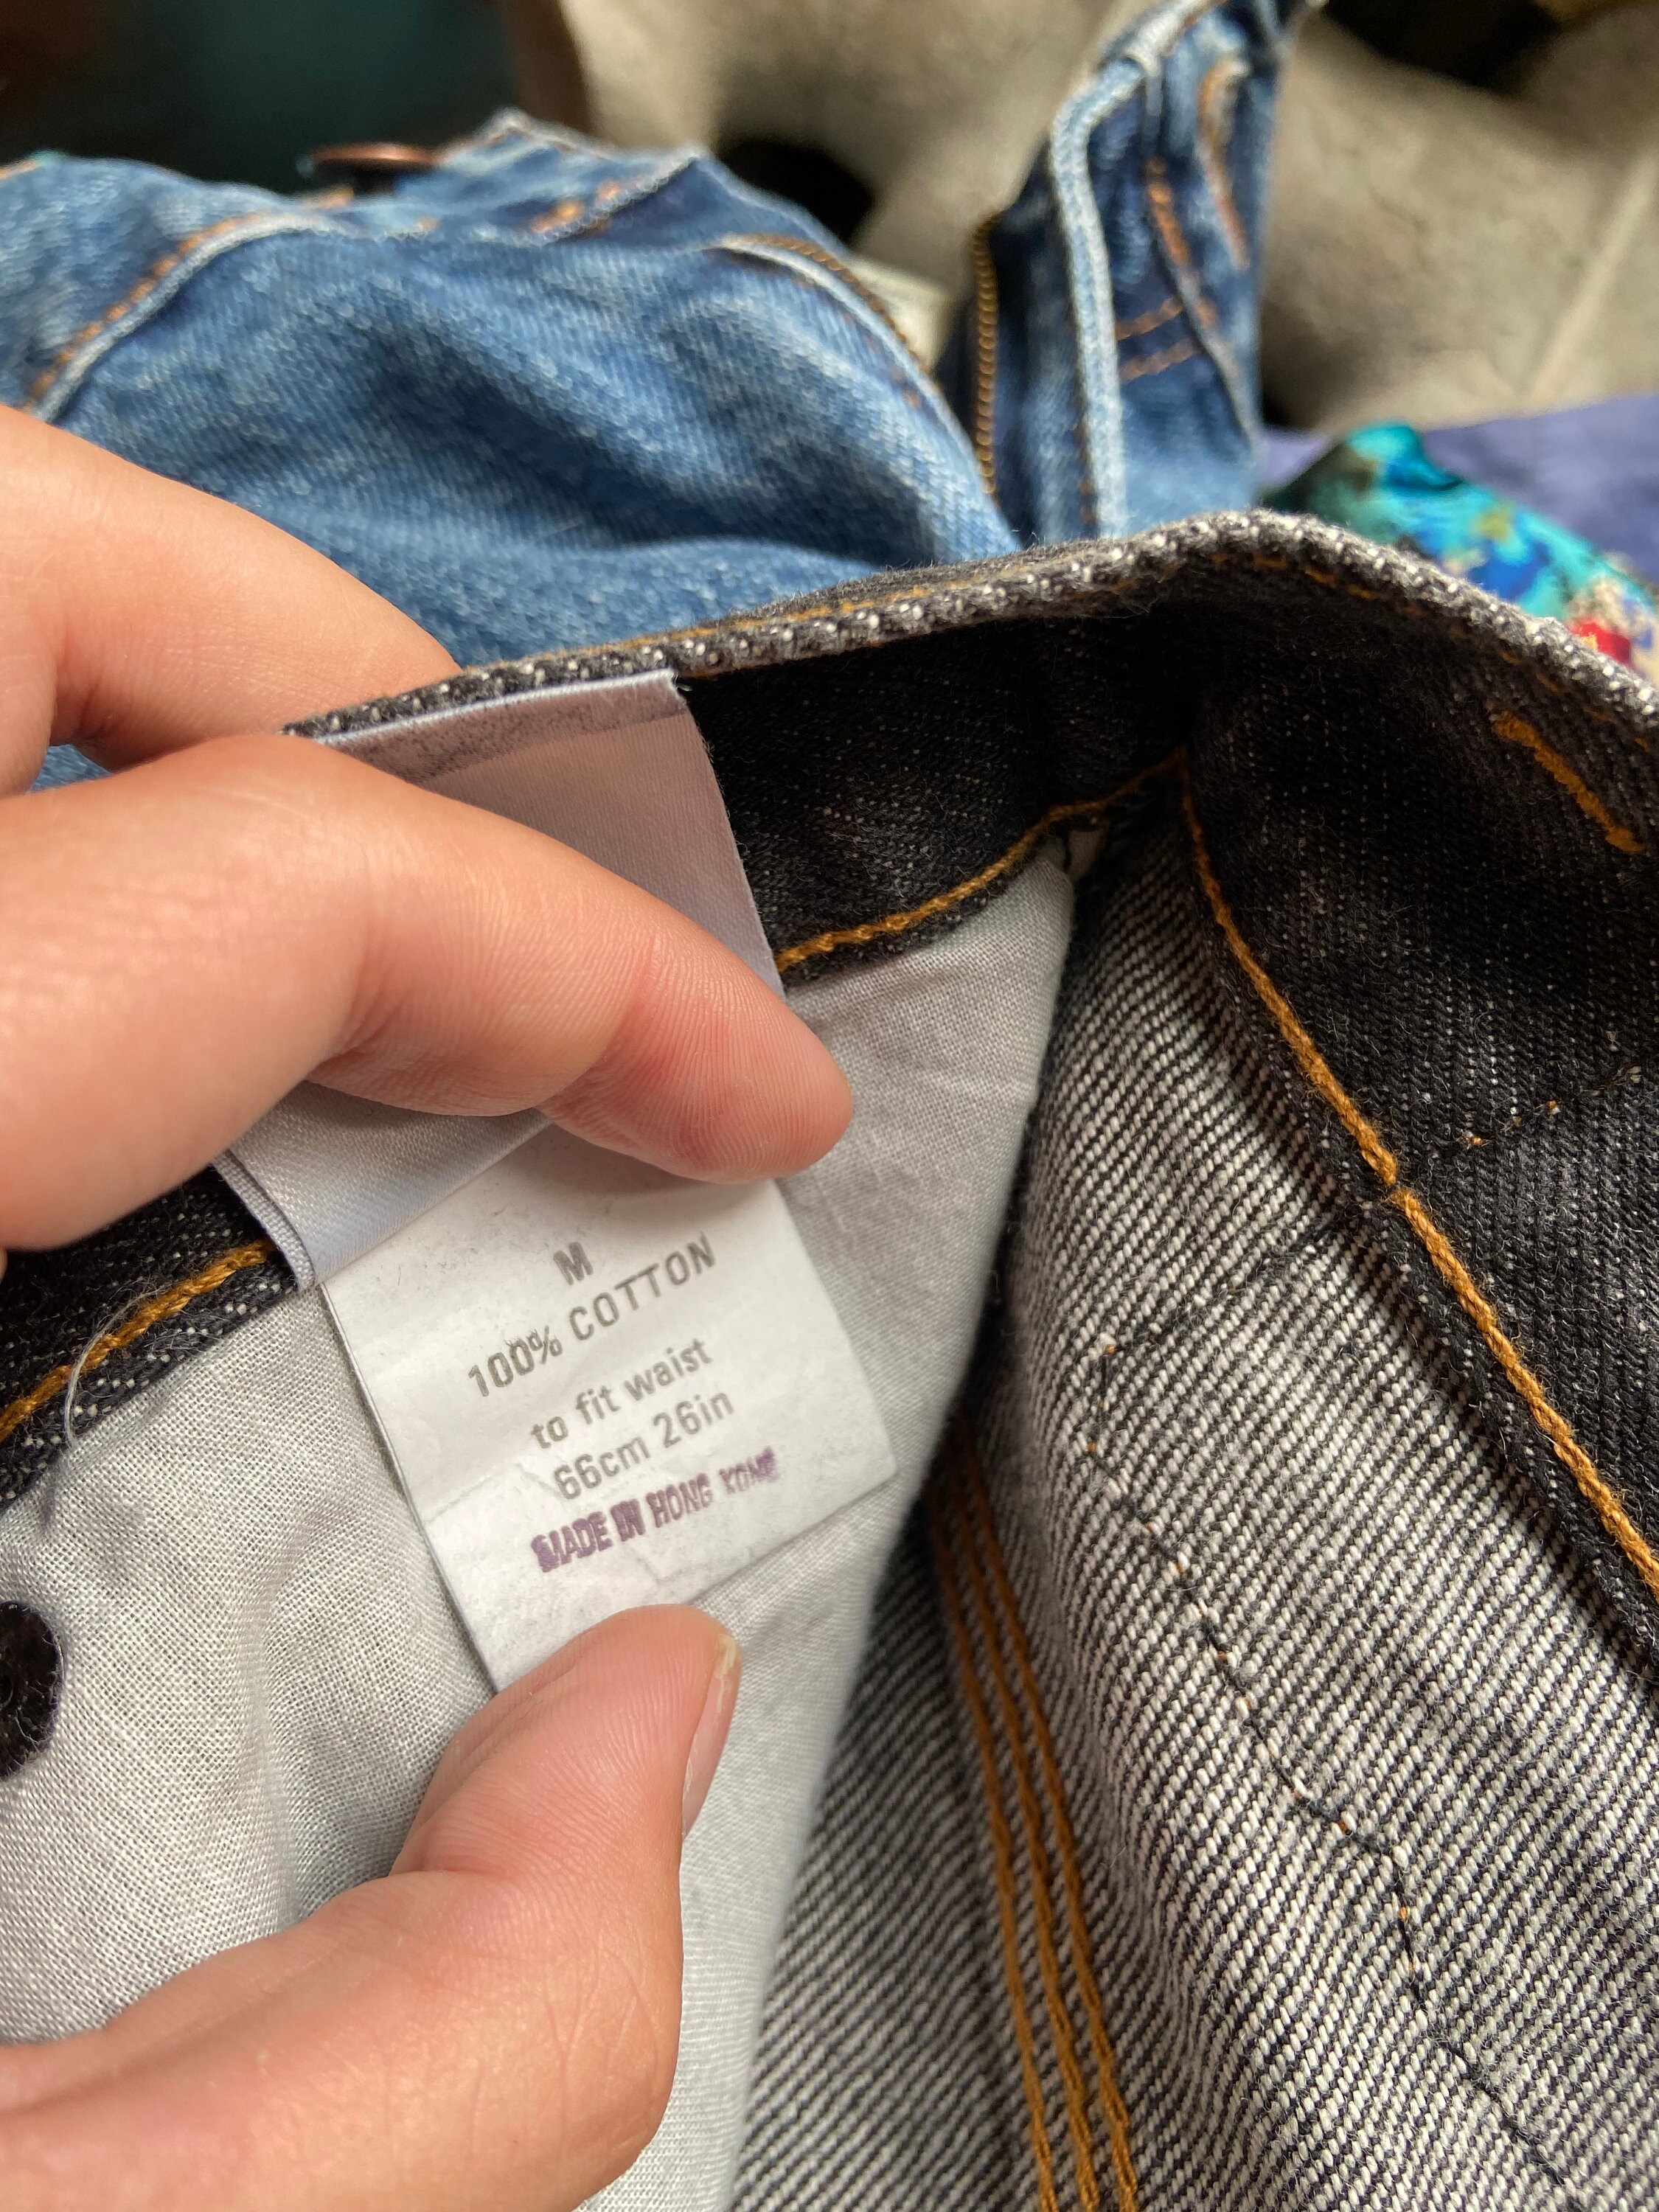 M
100% COTTON
to fit waist
66cm 26in
MADE IN HONG KONG